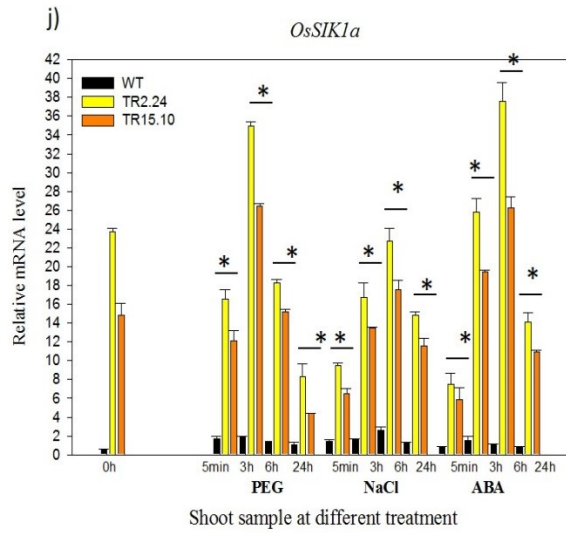 j)
OsSIK1a
42
40
38
36
34
32
30
28
26
24
22
20
18
16
14
12
10
8
6
4
2
0
Relative mRNA level
WT
TR2.24
TR15.10
* * * * * * * * * * * *
0h 5min 3h 6h 24h 5min 3h 6h 24h 5min 3h 6h 24h
PEG NaCl ABA
Shoot sample at different treatment